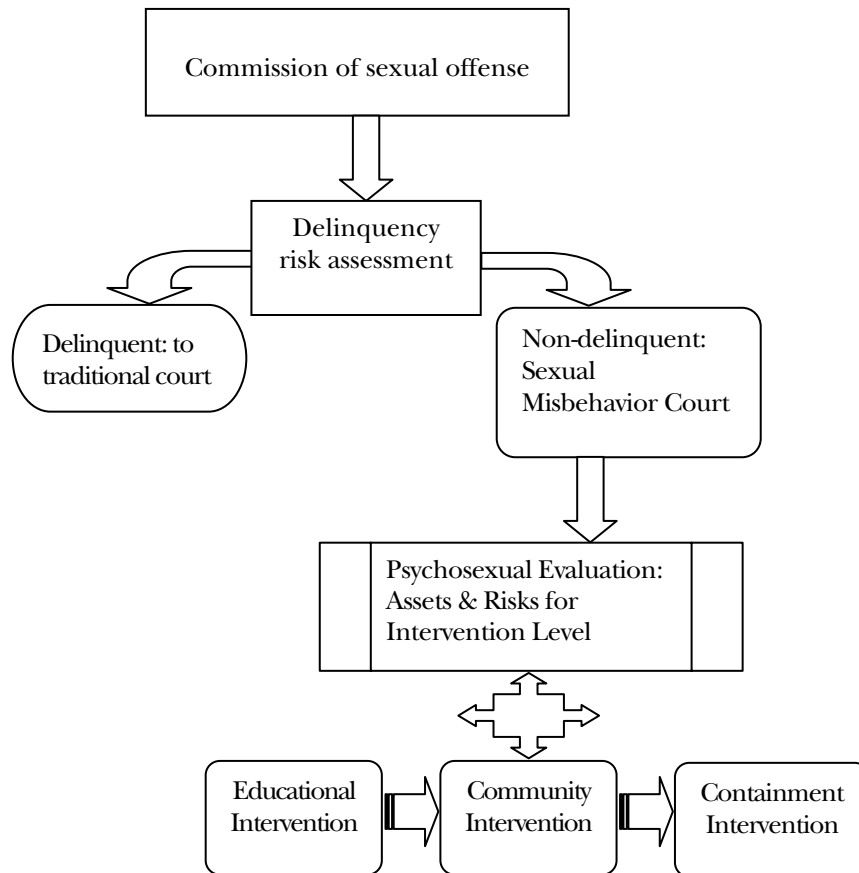 Commission of sexual offense
Delinquency
risk assessment
Delinquent: to
traditional court
Non-delinquent:
Sexual
Misbehavior Court
Psychosexual Evaluation:
Assets & Risks for
Intervention Level
Educational
Intervention
Community
Intervention
Containment
Intervention